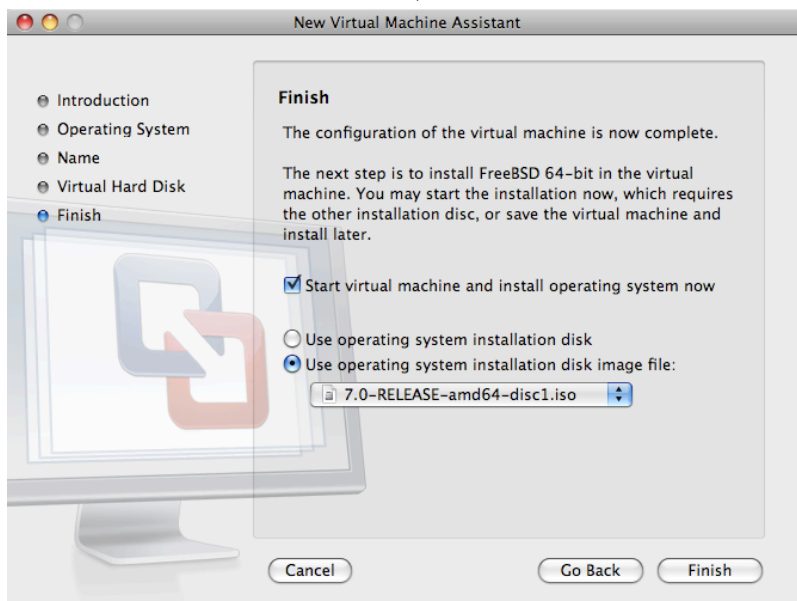 New Virtual Machine Assistant
Introduction
Operating System
Name
Virtual Hard Disk
Finish
Finish
The configuration of the virtual machine is now complete.
The next step is to install FreeBSD 64-bit in the virtual
machine. You may start the installation now, which requires
the other installation disc, or save the virtual machine and
install later.
Start virtual machine and install operating system now
Use operating system installation disk
Use operating system installation disk image file:
7.0-RELEASE-amd64-disc1.iso
Cancel
Go Back
Finish